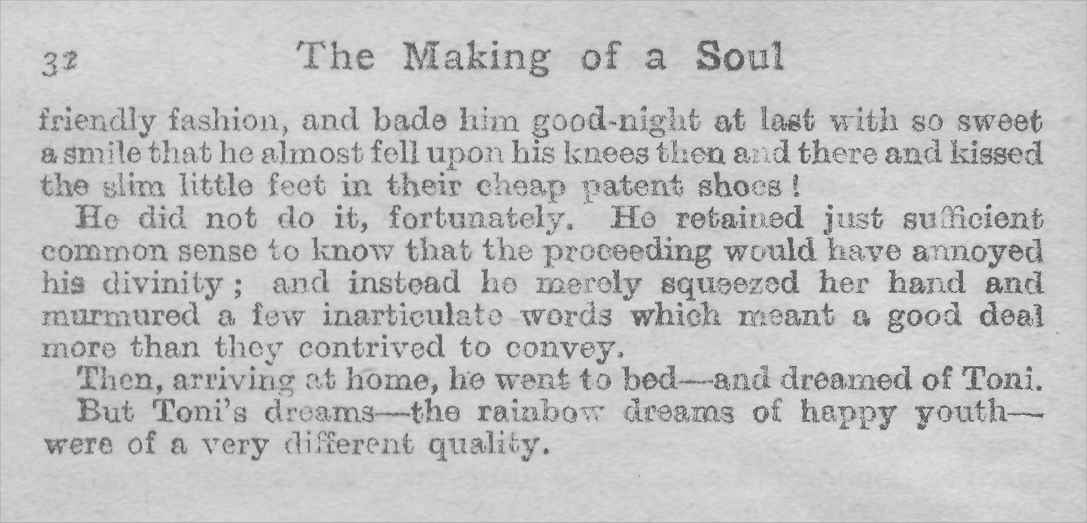 32 The Making of a Soul
friendly fashion, and bade him good-night at last with so sweet
a smile that he almost fell upon his knees then and there and kissed
the slim little feet in their cheap patent shoes !
He did not do it, fortunately. He retained just sufficient
common sense to know that the proceeding would have annoyed
his divinity ; and instead he merely squeezed her hand and
murmured a few inarticulate words which meant a good deal
more than they contrived to convey.
Then, arriving at home, he went to bed—and dreamed of Toni.
But Toni's dreams—the rainbow dreams of happy youth—
were of a very different quality.